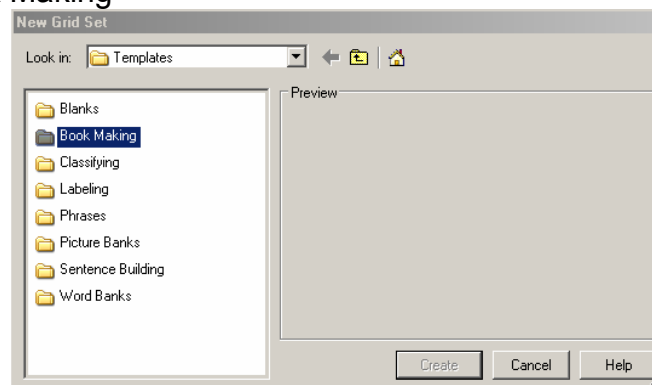 Making
New Grid Set
Look in: Templates
Preview
Blanks
Book Making
Classifying
Labeling
Phrases
Picture Banks
Sentence Building
Word Banks
Create Cancel Help